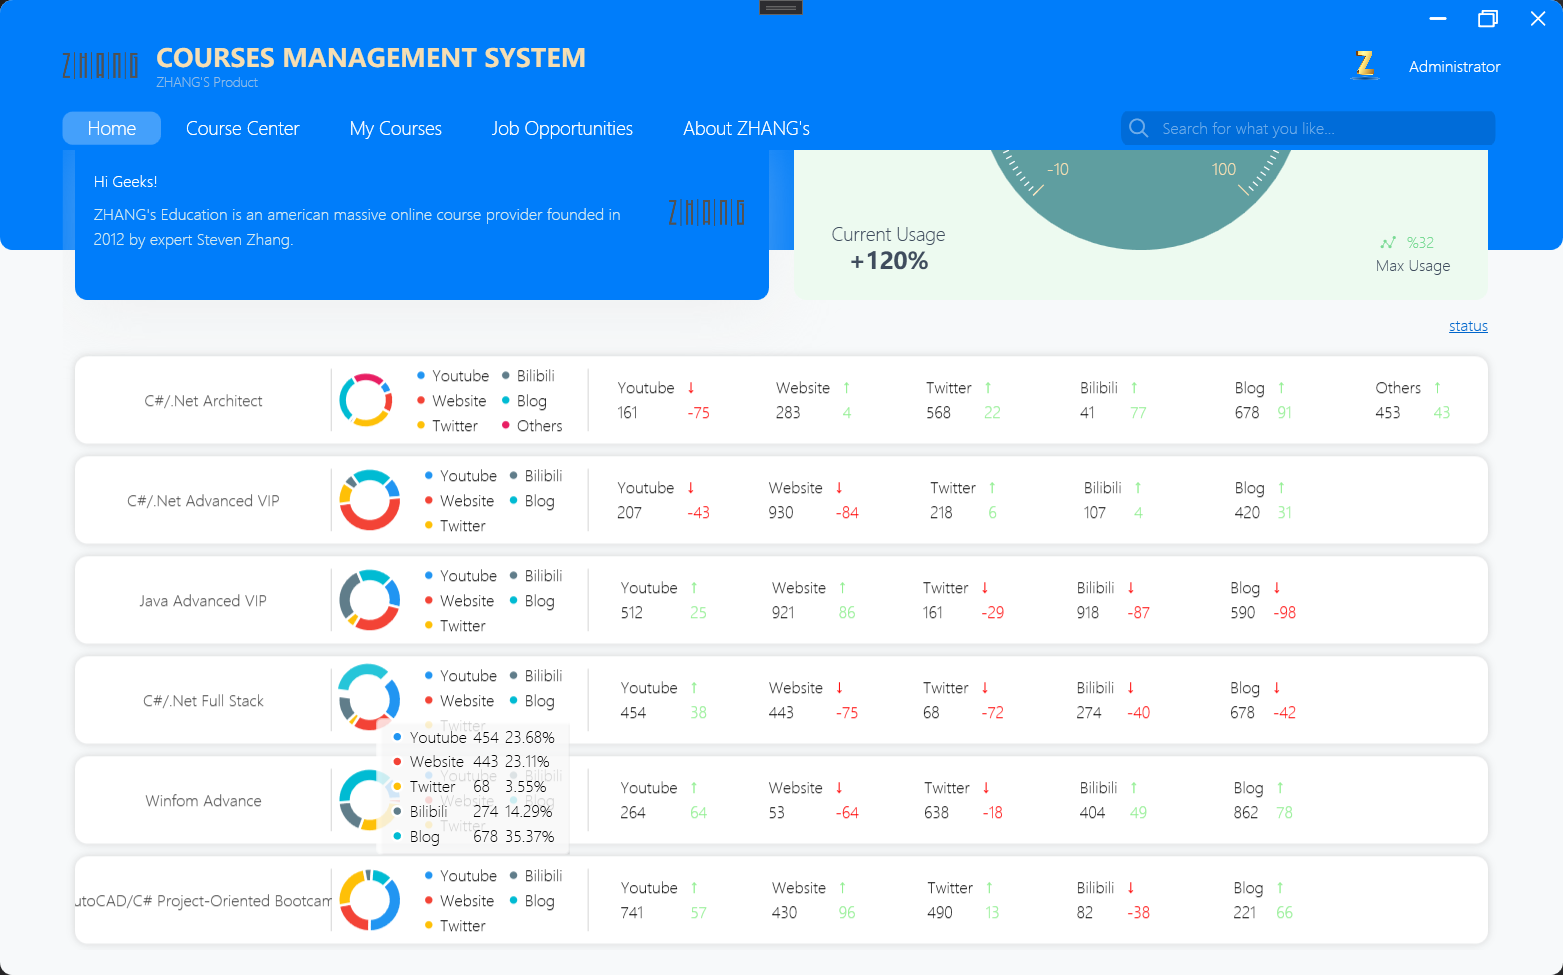 ZHANG
COURSES MANAGEMENT SYSTEM
ZHANG'S Product
Z
Administrator
Home
Course Center
My Courses
Job Opportunities
About ZHANG's
Search for what you like...
Hi Geeks!
ZHANG's Education is an american massive online course provider founded in
2012 by expert Steven Zhang.
ZHANG
-10
100
Current Usage
+120%
%32
Max Usage
status
C#/.Net Architect
Youtube Bilibili
Website Blog
Twitter Others
Youtube ↓ Website ↑ Twitter ↑ Bilibili ↑ Blog ↑ Others ↑
161 -75 283 4 568 22 41 77 678 91 453 43
C#/.Net Advanced VIP
Youtube Bilibili
Website Blog
Twitter
Youtube ↓ Website ↓ Twitter ↑ Bilibili ↑ Blog ↑
207 -43 930 -84 218 6 107 4 420 31
Java Advanced VIP
Youtube Bilibili
Website Blog
Twitter
Youtube ↑ Website ↑ Twitter ↓ Bilibili ↓ Blog ↓
512 25 921 86 161 -29 918 -87 590 -98
C#/.Net Full Stack
Youtube Bilibili
Website Blog
Twitter
Youtube ↑ Website ↓ Twitter ↓ Bilibili ↓ Blog ↓
454 38 443 -75 68 -72 274 -40 678 -42
Youtube 454 23.68%
Website 443 23.11%
Twitter 68 3.55%
Bilibili 274 14.29%
Blog 678 35.37%
Winfom Advance
Youtube Bilibili
Website Blog
Twitter
Youtube ↑ Website ↓ Twitter ↓ Bilibili ↑ Blog ↑
264 64 53 -64 638 -18 404 49 862 78
utoCAD/C# Project-Oriented Bootcam
Youtube Bilibili
Website Blog
Twitter
Youtube ↑ Website ↑ Twitter ↑ Bilibili ↓ Blog ↑
741 57 430 96 490 13 82 -38 221 66